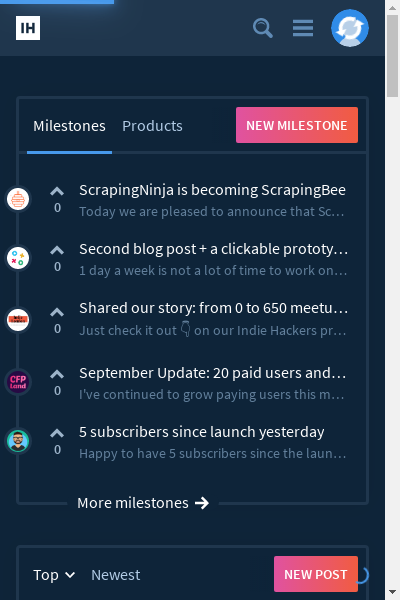 IH
Milestones Products NEW MILESTONE
ScrapingNinja is becoming ScrapingBee
0 Today we are pleased to announce that Sc…
Second blog post + a clickable prototy…
0 1 day a week is not a lot of time to work on…
Shared our story: from 0 to 650 meetu…
0 Just check it out 👇 on our Indie Hackers pr…
September Update: 20 paid users and…
CFP Land
0 I've continued to grow paying users this m…
5 subscribers since launch yesterday
0 Happy to have 5 subscribers since the laun…
More milestones →
Top Newest NEW POST